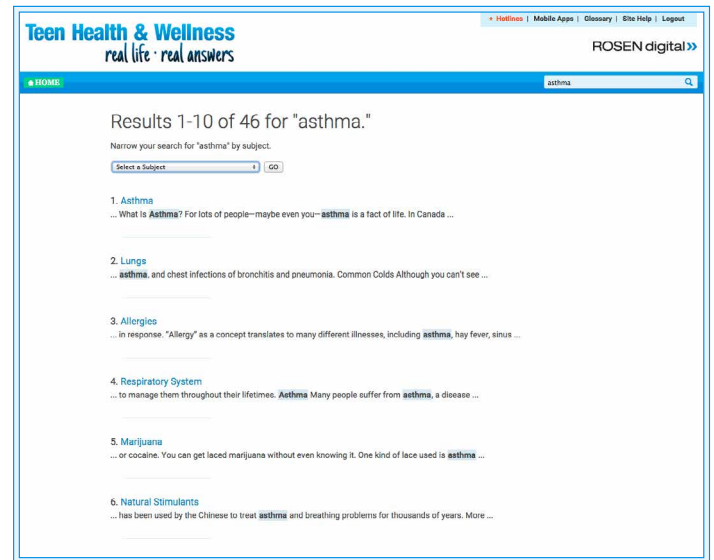 + Hotlines | Mobile Apps | Glossary | Site Help | Logout
Teen Health & Wellness
real life · real answers
ROSEN digital»
HOME
asthma
Results 1-10 of 46 for "asthma."
Narrow your search for "asthma" by subject.
Select a Subject GO
1. Asthma
... What Is Asthma? For lots of people—maybe even you—asthma is a fact of life. In Canada ...
2. Lungs
... asthma, and chest infections of bronchitis and pneumonia. Common Colds Although you can't see ...
3. Allergies
... in response. "Allergy" as a concept translates to many different illnesses, including asthma, hay fever, sinus ...
4. Respiratory System
... to manage them throughout their lifetimes. Asthma Many people suffer from asthma, a disease ...
5. Marijuana
... or cocaine. You can get laced marijuana without even knowing it. One kind of lace used is asthma ...
6. Natural Stimulants
... has been used by the Chinese to treat asthma and breathing problems for thousands of years. More ...